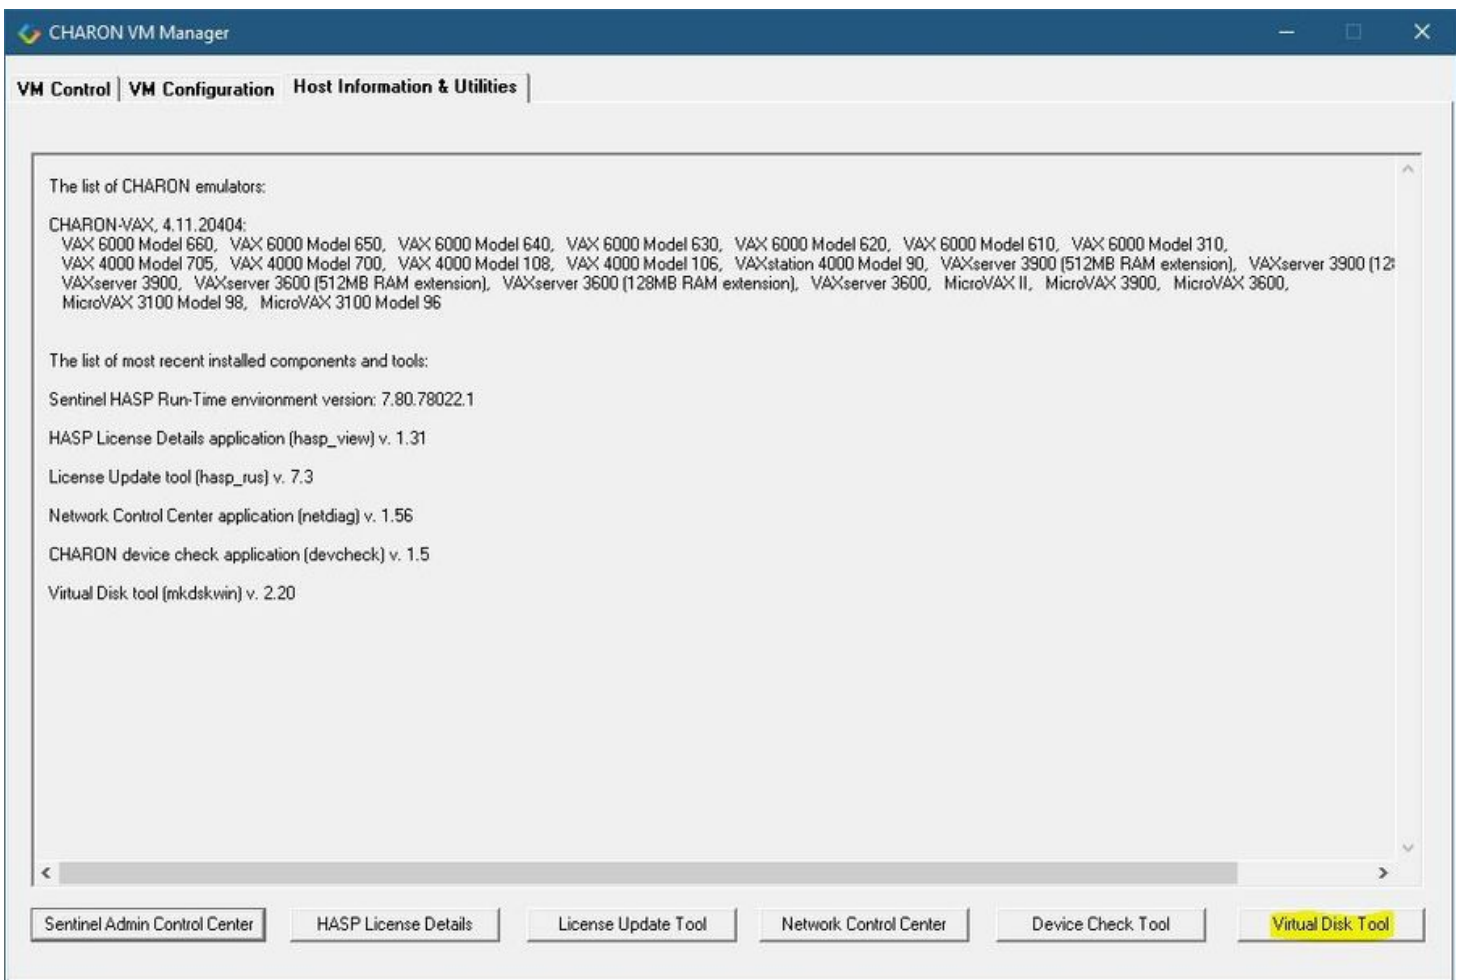 CHARON VM Manager
VM Control VM Configuration Host Information & Utilities
The list of CHARON emulators:
CHARON-VAX, 4.11.20404:
VAX 6000 Model 660, VAX 6000 Model 650, VAX 6000 Model 640, VAX 6000 Model 630, VAX 6000 Model 620, VAX 6000 Model 610, VAX 6000 Model 310,
VAX 4000 Model 705, VAX 4000 Model 700, VAX 4000 Model 108, VAX 4000 Model 106, VAXstation 4000 Model 90, VAXserver 3900 (512MB RAM extension), VAXserver 3900 (12
VAXserver 3900, VAXserver 3600 (512MB RAM extension), VAXserver 3600 (128MB RAM extension), VAXserver 3600, MicroVAX II, MicroVAX 3900, MicroVAX 3600,
MicroVAX 3100 Model 98, MicroVAX 3100 Model 96
The list of most recent installed components and tools:
Sentinel HASP Run-Time environment version: 7.80.78022.1
HASP License Details application (hasp_view) v. 1.31
License Update tool (hasp_rus) v. 7.3
Network Control Center application (netdiag) v. 1.56
CHARON device check application (devcheck) v. 1.5
Virtual Disk tool (mkdskwin) v. 2.20
Sentinel Admin Control Center HASP License Details License Update Tool Network Control Center Device Check Tool Virtual Disk Tool